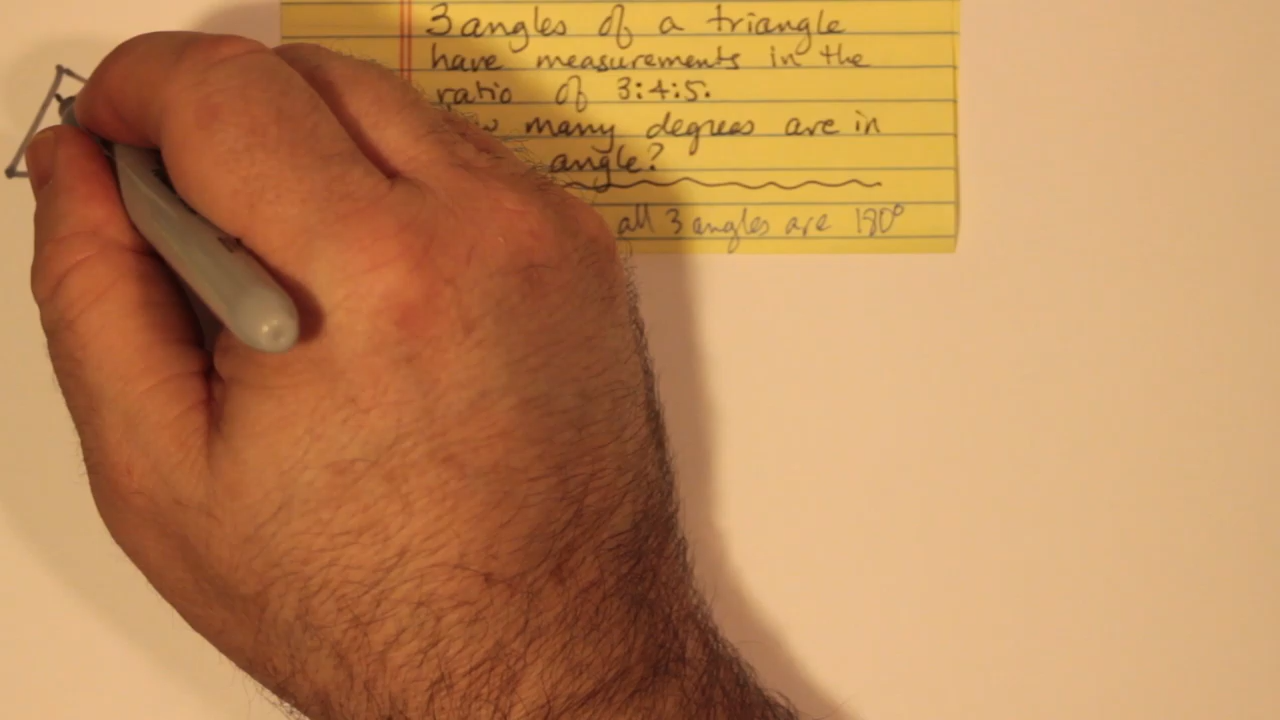 3 angles of a triangle
have measurements in the
ratio of 3:4:5.
many degrees are in
angle?
all 3 angles are 180°